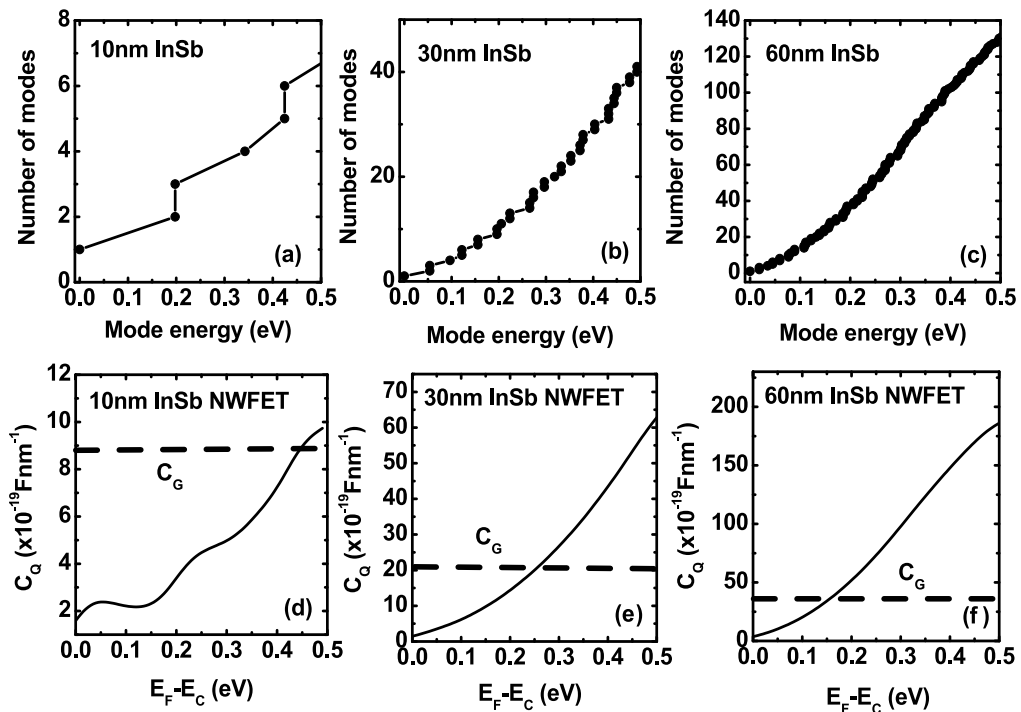 8
6
4
2
0
Number of modes
10nm InSb
(a)
0.0 0.1 0.2 0.3 0.4 0.5
Mode energy (eV)
40
20
0
Number of modes
30nm InSb
(b)
0.0 0.1 0.2 0.3 0.4 0.5
Mode energy (eV)
140
120
100
80
60
40
20
0
Number of modes
60nm InSb
(c)
0.0 0.1 0.2 0.3 0.4 0.5
Mode energy (eV)
12
10
8
6
4
2
C_Q (x10^-19Fnm^-1)
10nm InSb NWFET
C_G
(d)
0.0 0.1 0.2 0.3 0.4 0.5
E_F-E_C (eV)
70
60
50
40
30
20
10
0
C_Q (x10^-19Fnm^-1)
30nm InSb NWFET
C_G
(e)
0.0 0.1 0.2 0.3 0.4 0.5
E_F-E_C (eV)
200
150
100
50
0
C_Q (x10^-19Fnm^-1)
60nm InSb NWFET
C_G
(f)
0.0 0.1 0.2 0.3 0.4 0.5
E_F-E_C (eV)